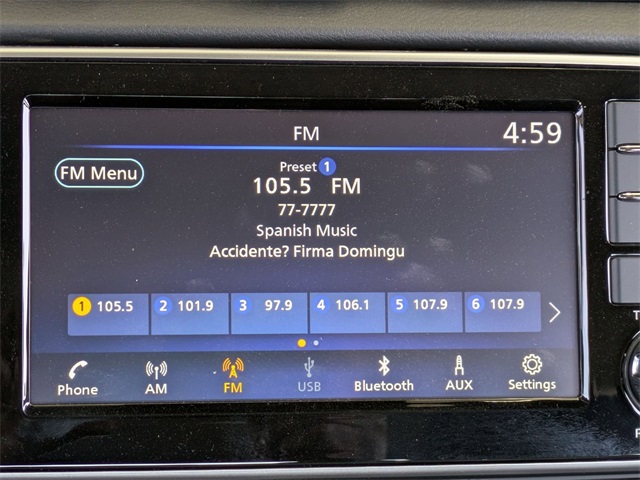 FM
4:59
FM Menu
Preset 1
105.5 FM
77-7777
Spanish Music
Accidente? Firma Domingu
1 105.5 2 101.9 3 97.9 4 106.1 5 107.9 6 107.9
Phone AM FM USB Bluetooth AUX Settings